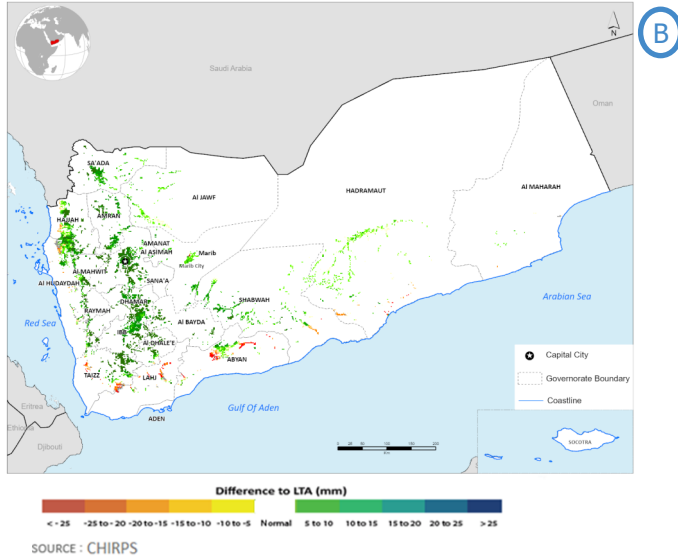 B
N
Saudi Arabia
Oman
SA'ADA
Al JAWF
HADRAMAUT
Al MAHARAH
HAJJAH
AMRAN
AMANAT
Al ASIMAH
Marib
Marib City
Al MAHWIT
Al HUDAYDAH
SANA'A
DHAMAR
SHABWAH
RAYMAH
Al BAYDA
Red Sea
Arabian Sea
IBB
Al DHALE'E
ABYAN
TAIZZ
LAHJ
ADEN
Gulf Of Aden
Eritrea
Ethiopia
Djibouti
Capital City
Governorate Boundary
Coastline
SOCOTRA
Difference to LTA (mm)
< - 25 -25 to - 20 -20 to -15 -15 to -10 -10 to -5 Normal 5 to 10 10 to 15 15 to 20 20 to 25 > 25
SOURCE : CHIRPS